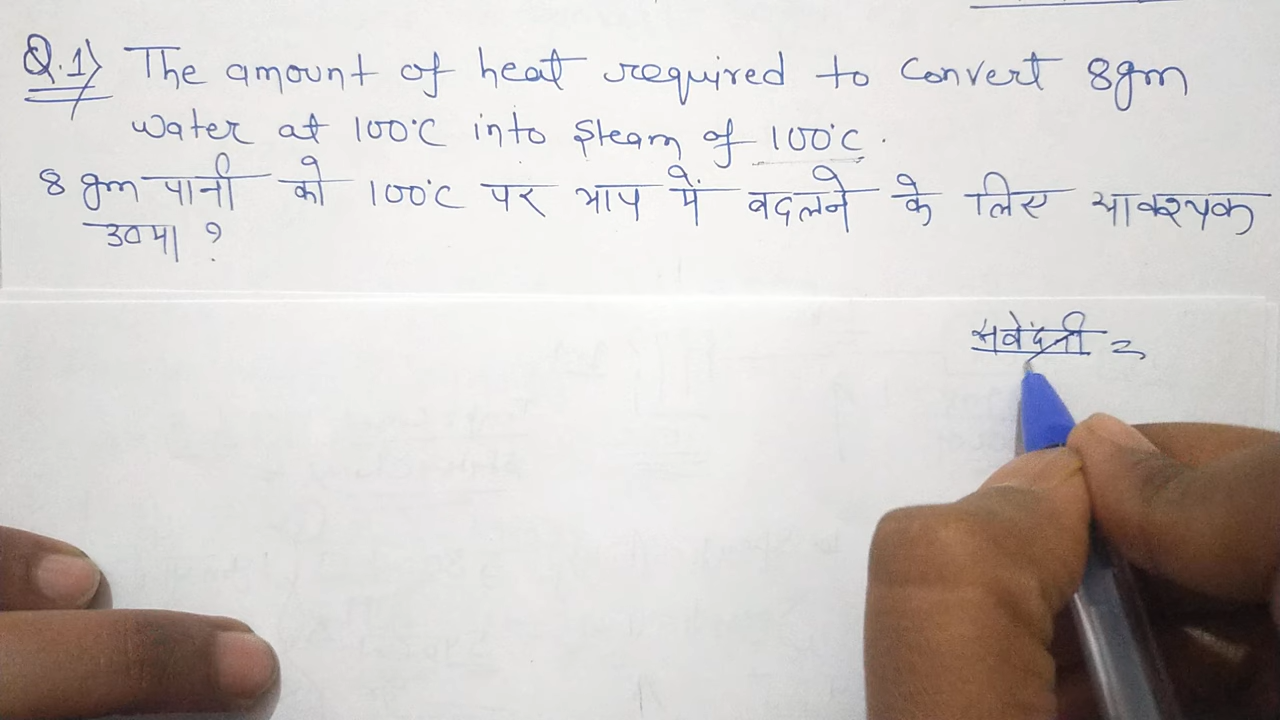 Q.1) The amount of heat required to convert 8gm
water at 100°C into steam of 100°C.
8 gm पानी को 100°C पर भाप में बदलने के लिए आवश्यक
उष्मा ?
=